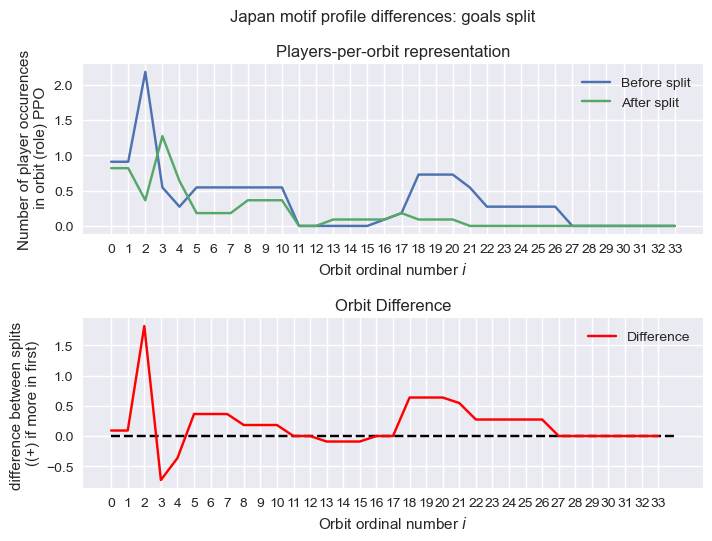 Japan motif profile differences: goals split
Players-per-orbit representation
Number of player occurences
in orbit (role) PPO
2.0
1.5
1.0
0.5
0.0
Before split
After split
0 1 2 3 4 5 6 7 8 9 10 11 12 13 14 15 16 17 18 19 20 21 22 23 24 25 26 27 28 29 30 31 32 33
Orbit ordinal number i
Orbit Difference
difference between splits
((+) if more in first)
1.5
1.0
0.5
0.0
−0.5
Difference
0 1 2 3 4 5 6 7 8 9 10 11 12 13 14 15 16 17 18 19 20 21 22 23 24 25 26 27 28 29 30 31 32 33
Orbit ordinal number i